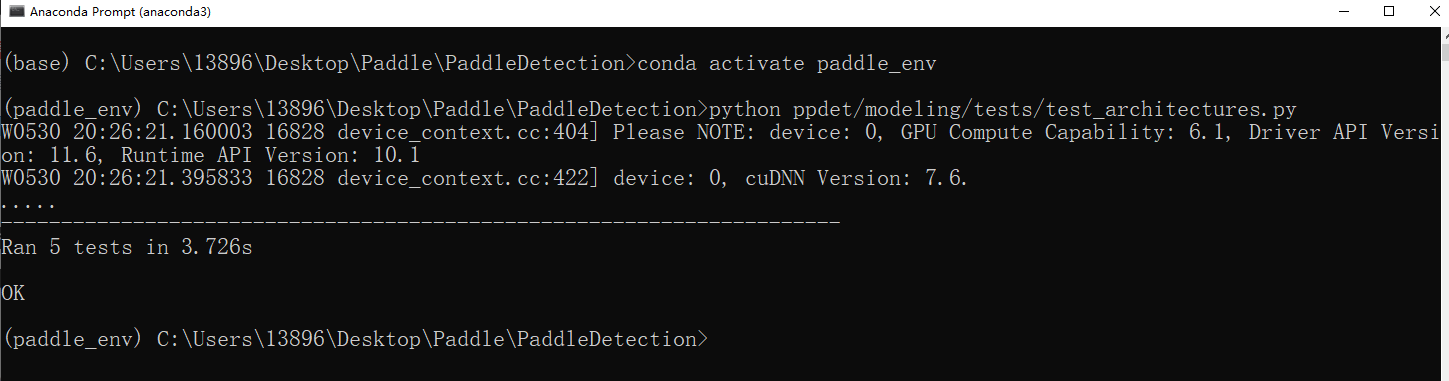 Anaconda Prompt (anaconda3)
(base) C:\Users\13896\Desktop\Paddle\PaddleDetection>conda activate paddle_env
(paddle_env) C:\Users\13896\Desktop\Paddle\PaddleDetection>python ppdet/modeling/tests/test_architectures.py
W0530 20:26:21.160003 16828 device_context.cc:404] Please NOTE: device: 0, GPU Compute Capability: 6.1, Driver API Versi
on: 11.6, Runtime API Version: 10.1
W0530 20:26:21.395833 16828 device_context.cc:422] device: 0, cuDNN Version: 7.6.
.....
----------------------------------------------------------------------
Ran 5 tests in 3.726s
OK
(paddle_env) C:\Users\13896\Desktop\Paddle\PaddleDetection>